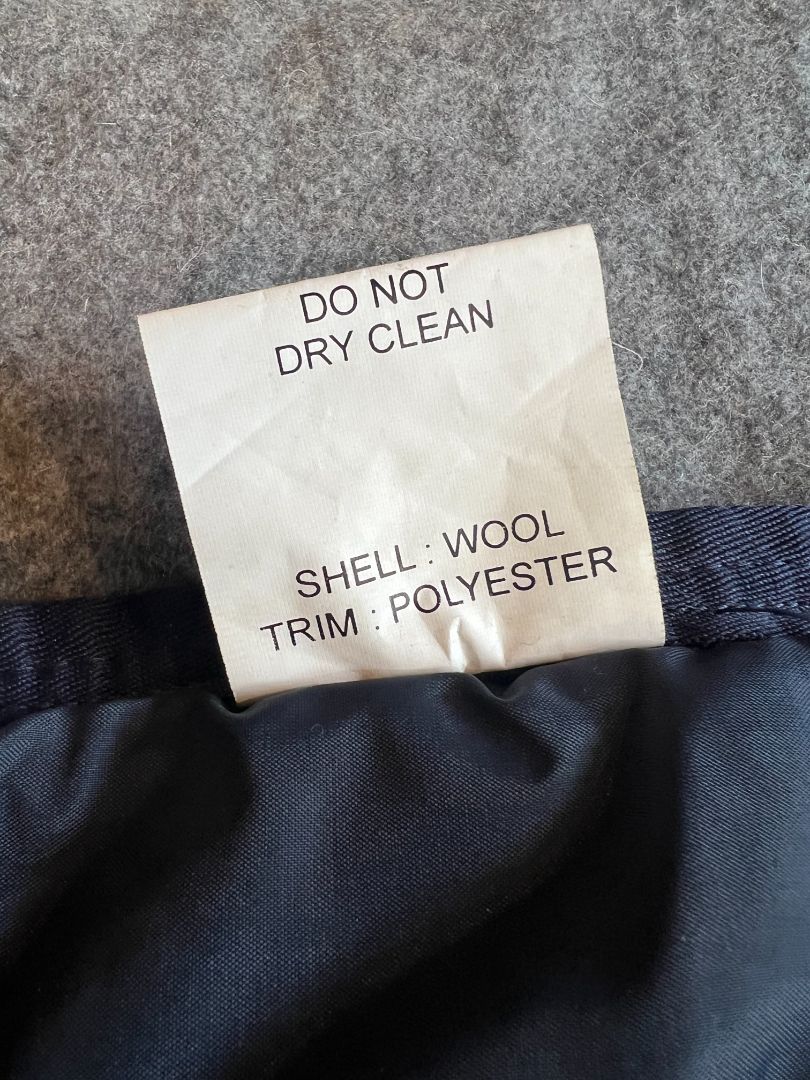 DO NOT
DRY CLEAN
SHELL : WOOL
TRIM : POLYESTER